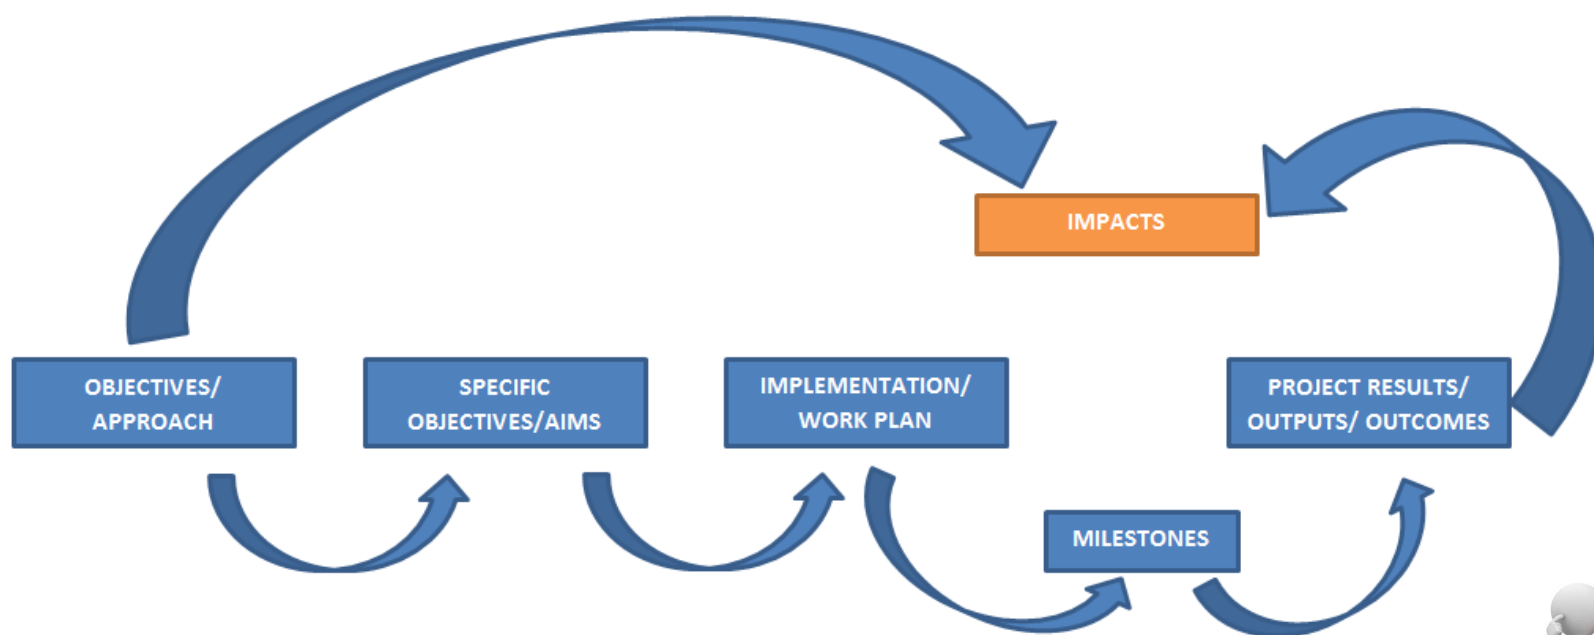 IMPACTS
OBJECTIVES/
APPROACH
SPECIFIC
OBJECTIVES/AIMS
IMPLEMENTATION/
WORK PLAN
PROJECT RESULTS/
OUTPUTS/ OUTCOMES
MILESTONES